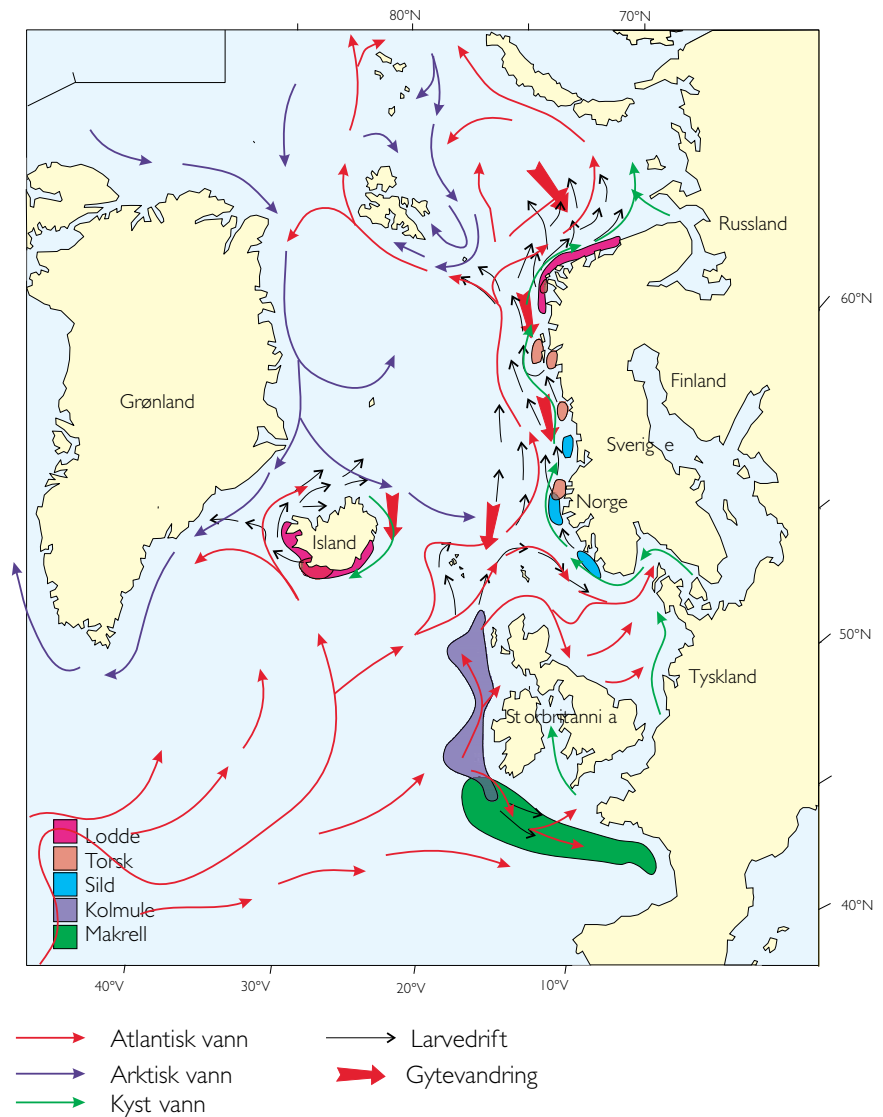 80°N 70°N
Russland
60°N
Finland
Grønland
Sverig e
Norge
Island
50°N
Tyskland
St orbritanni a
Lodde
Torsk
Sild
Kolmule
Makrell
40°N
40°V 30°V 20°V 10°V
Atlantisk vann Larvedrift
Arktisk vann Gytevandring
Kyst vann